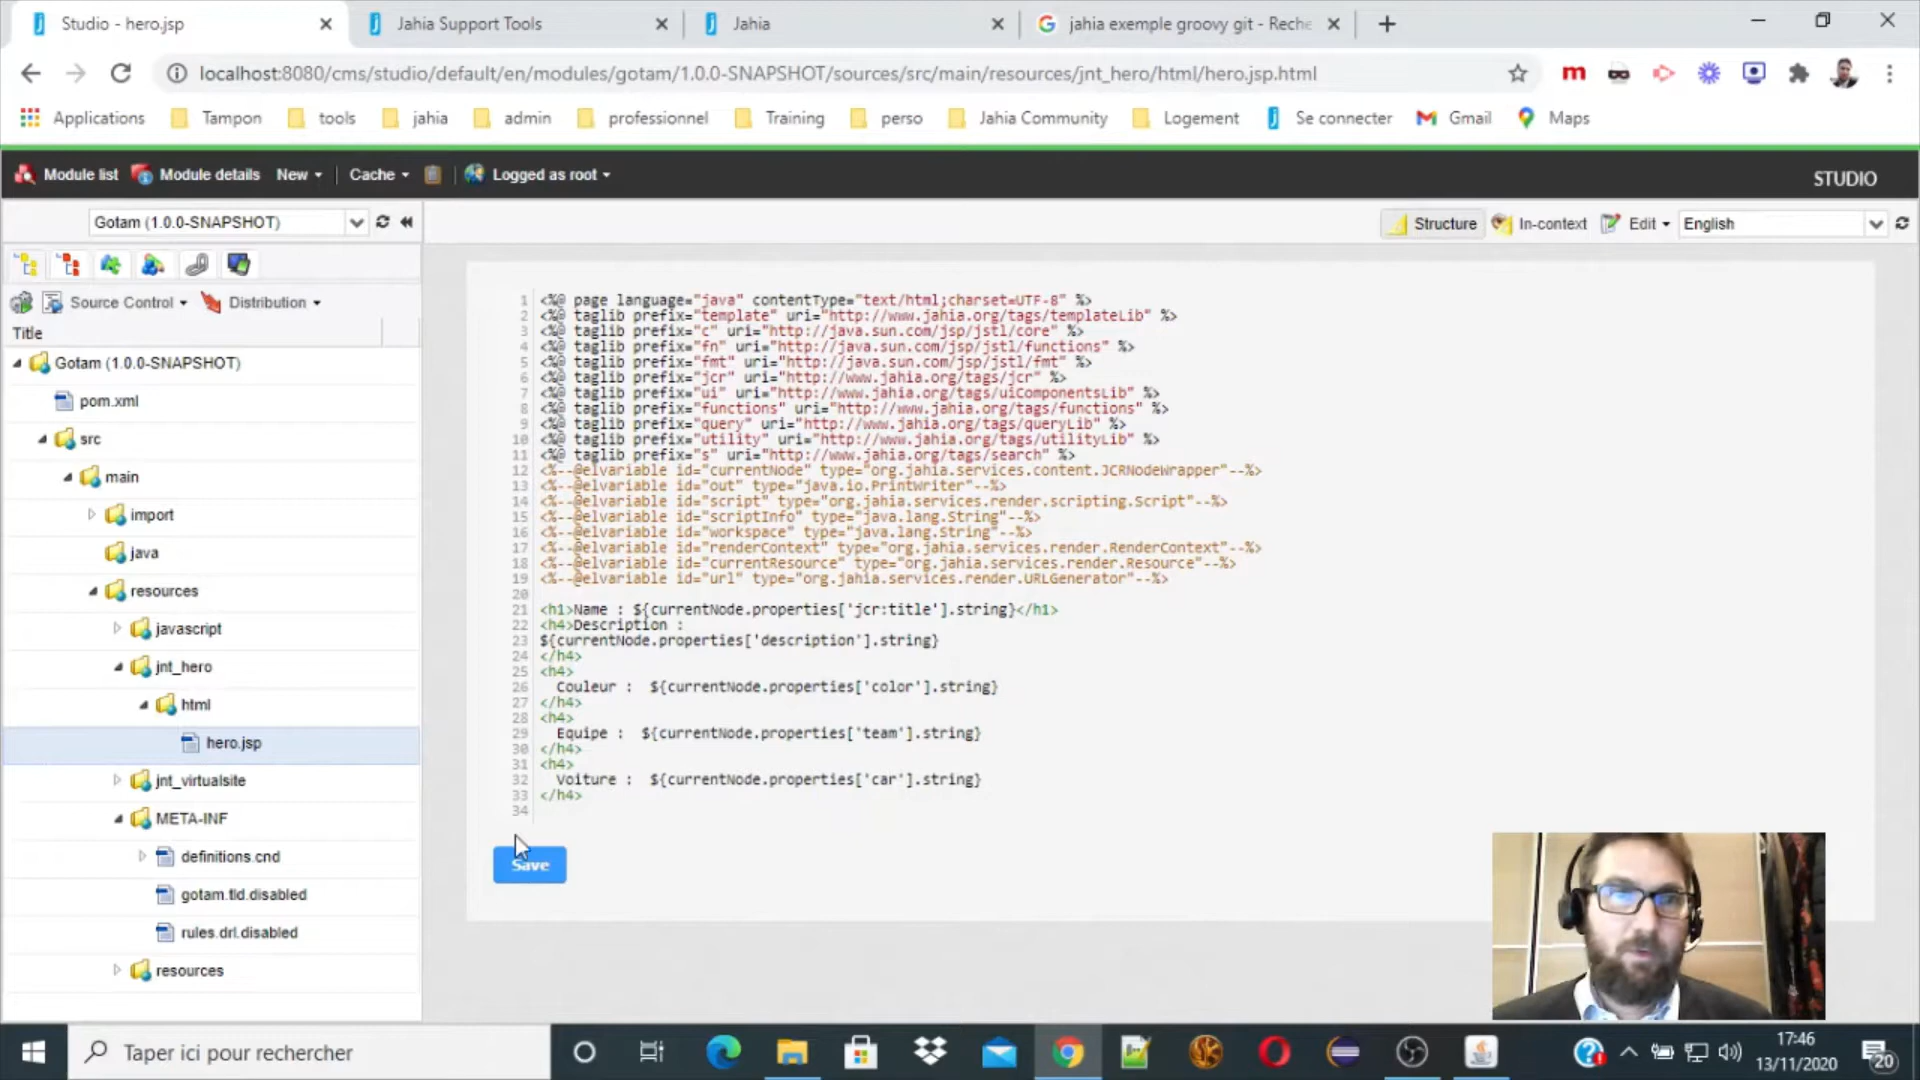 Studio - hero.jsp
Jahia Support Tools
Jahia
jahia exemple groovy git - Reche
localhost:8080/cms/studio/default/en/modules/gotam/1.0.0-SNAPSHOT/sources/src/main/resources/jnt_hero/html/hero.jsp.html
Applications
Tampon
tools
jahia
admin
professionnel
Training
perso
Jahia Community
Logement
Se connecter
Gmail
Maps
Module list
Module details
New
Cache
Logged as root
STUDIO
Gotam (1.0.0-SNAPSHOT)
Structure
In-context
Edit
English
Source Control
Distribution
Title
Gotam (1.0.0-SNAPSHOT)
pom.xml
src
main
import
java
resources
javascript
jnt_hero
html
hero.jsp
jnt_virtualsite
META-INF
definitions.cnd
gotam.tld.disabled
rules.drl.disabled
resources
1 <%@ page language="java" contentType="text/html;charset=UTF-8" %>
2 <%@ taglib prefix="template" uri="http://www.jahia.org/tags/templateLib" %>
3 <%@ taglib prefix="c" uri="http://java.sun.com/jsp/jstl/core" %>
4 <%@ taglib prefix="fn" uri="http://java.sun.com/jsp/jstl/functions" %>
5 <%@ taglib prefix="fmt" uri="http://java.sun.com/jsp/jstl/fmt" %>
6 <%@ taglib prefix="jcr" uri="http://www.jahia.org/tags/jcr" %>
7 <%@ taglib prefix="ui" uri="http://www.jahia.org/tags/uiComponentsLib" %>
8 <%@ taglib prefix="functions" uri="http://www.jahia.org/tags/functions" %>
9 <%@ taglib prefix="query" uri="http://www.jahia.org/tags/queryLib" %>
10 <%@ taglib prefix="utility" uri="http://www.jahia.org/tags/utilityLib" %>
11 <%@ taglib prefix="s" uri="http://www.jahia.org/tags/search" %>
12 <%--@elvariable id="currentNode" type="org.jahia.services.content.JCRNodeWrapper"--%>
13 <%--@elvariable id="out" type="java.io.PrintWriter"--%>
14 <%--@elvariable id="script" type="org.jahia.services.render.scripting.Script"--%>
15 <%--@elvariable id="scriptInfo" type="java.lang.String"--%>
16 <%--@elvariable id="workspace" type="java.lang.String"--%>
17 <%--@elvariable id="renderContext" type="org.jahia.services.render.RenderContext"--%>
18 <%--@elvariable id="currentResource" type="org.jahia.services.render.Resource"--%>
19 <%--@elvariable id="url" type="org.jahia.services.render.URLGenerator"--%>
20
21 <h1>Name : ${currentNode.properties['jcr:title'].string}</h1>
22 <h4>Description :
23 ${currentNode.properties['description'].string}
24 </h4>
25 <h4>
26 Couleur : ${currentNode.properties['color'].string}
27 </h4>
28 <h4>
29 Equipe : ${currentNode.properties['team'].string}
30 </h4>
31 <h4>
32 Voiture : ${currentNode.properties['car'].string}
33 </h4>
34
Save
Taper ici pour rechercher
17:46
13/11/2020
20